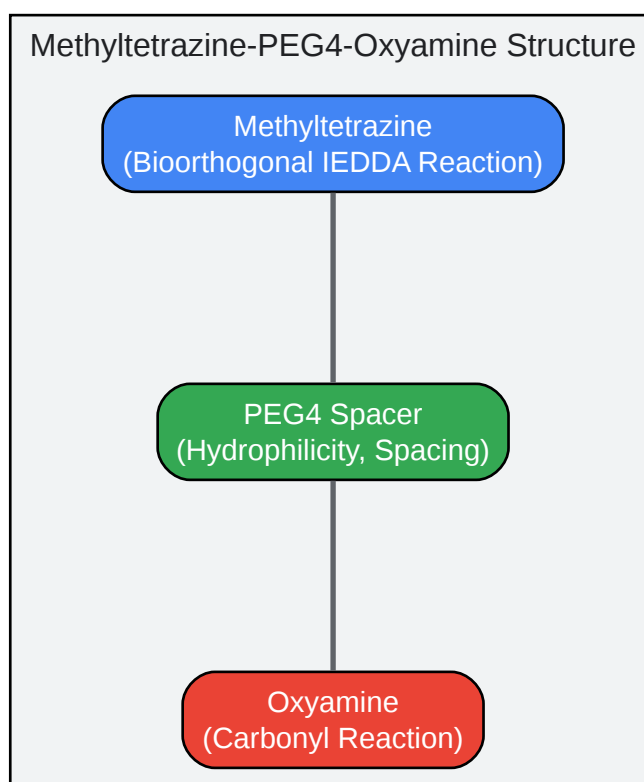 Methyltetrazine-PEG4-Oxyamine Structure
Methyltetrazine
(Bioorthogonal IEDDA Reaction)
PEG4 Spacer
(Hydrophilicity, Spacing)
Oxyamine
(Carbonyl Reaction)